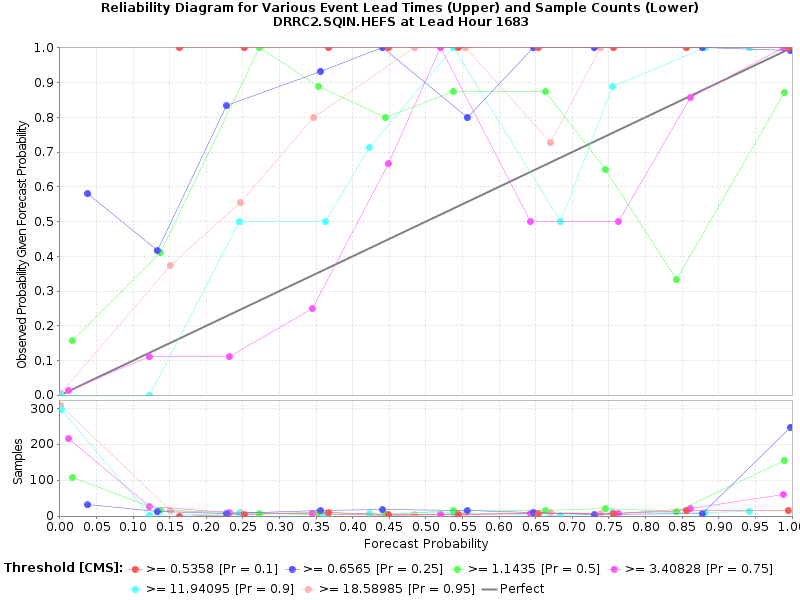 Reliability Diagram for Various Event Lead Times (Upper) and Sample Counts (Lower)
DRRC2.SQIN.HEFS at Lead Hour 1683
Observed Probability Given Forecast Probability
1.0
0.9
0.8
0.7
0.6
0.5
0.4
0.3
0.2
0.1
0.0
Samples
300
200
100
0
0.00 0.05 0.10 0.15 0.20 0.25 0.30 0.35 0.40 0.45 0.50 0.55 0.60 0.65 0.70 0.75 0.80 0.85 0.90 0.95 1.0
Forecast Probability
Threshold [CMS]: >= 0.5358 [Pr = 0.1] >= 0.6565 [Pr = 0.25] >= 1.1435 [Pr = 0.5] >= 3.40828 [Pr = 0.75]
>= 11.94095 [Pr = 0.9] >= 18.58985 [Pr = 0.95] Perfect